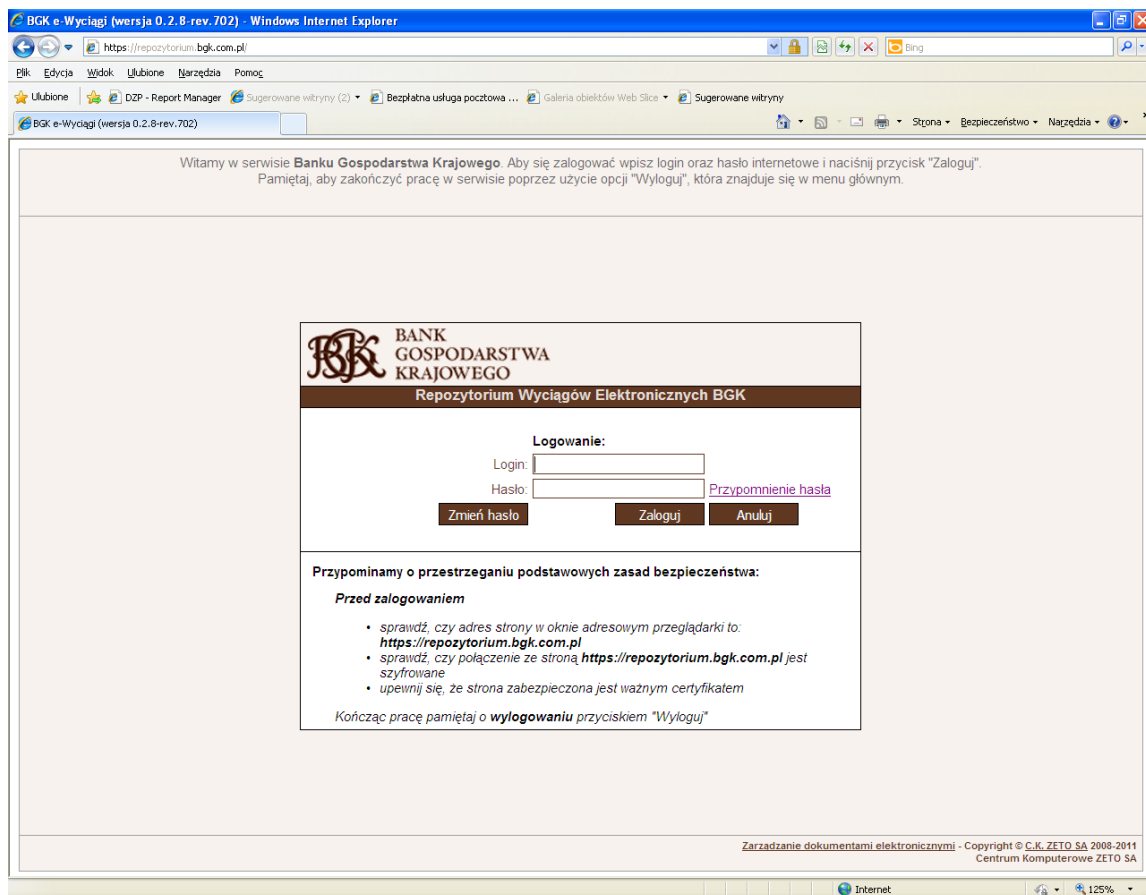 BGK e-Wyciągi (wersja 0.2.8-rev.702) - Windows Internet Explorer
https://repozytorium.bgk.com.pl/
Bing
Plik Edycja Widok Ulubione Narzędzia Pomoc
Ulubione DZP - Report Manager Sugerowane witryny (2) Bezpłatna usługa pocztowa ... Galeria obiektów Web Slice Sugerowane witryny
BGK e-Wyciągi (wersja 0.2.8-rev.702) Strona Bezpieczeństwo Narzędzia
Witamy w serwisie Banku Gospodarstwa Krajowego. Aby się zalogować wpisz login oraz hasło internetowe i naciśnij przycisk "Zaloguj".
Pamiętaj, aby zakończyć pracę w serwisie poprzez użycie opcji "Wyloguj", która znajduje się w menu głównym.
BGK BANK
GOSPODARSTWA
KRAJOWEGO
Repozytorium Wyciągów Elektronicznych BGK
Logowanie:
Login:
Hasło: Przypomnienie hasła
Zmień hasło Zaloguj Anuluj
Przypominamy o przestrzeganiu podstawowych zasad bezpieczeństwa:
Przed zalogowaniem
• sprawdź, czy adres strony w oknie adresowym przeglądarki to:
https://repozytorium.bgk.com.pl
• sprawdź, czy połączenie ze stroną https://repozytorium.bgk.com.pl jest
szyfrowane
• upewnij się, że strona zabezpieczona jest ważnym certyfikatem
Kończąc pracę pamiętaj o wylogowaniu przyciskiem "Wyloguj"
Zarzadzanie dokumentami elektronicznymi - Copyright © C.K. ZETO SA 2008-2011
Centrum Komputerowe ZETO SA
Internet 125%